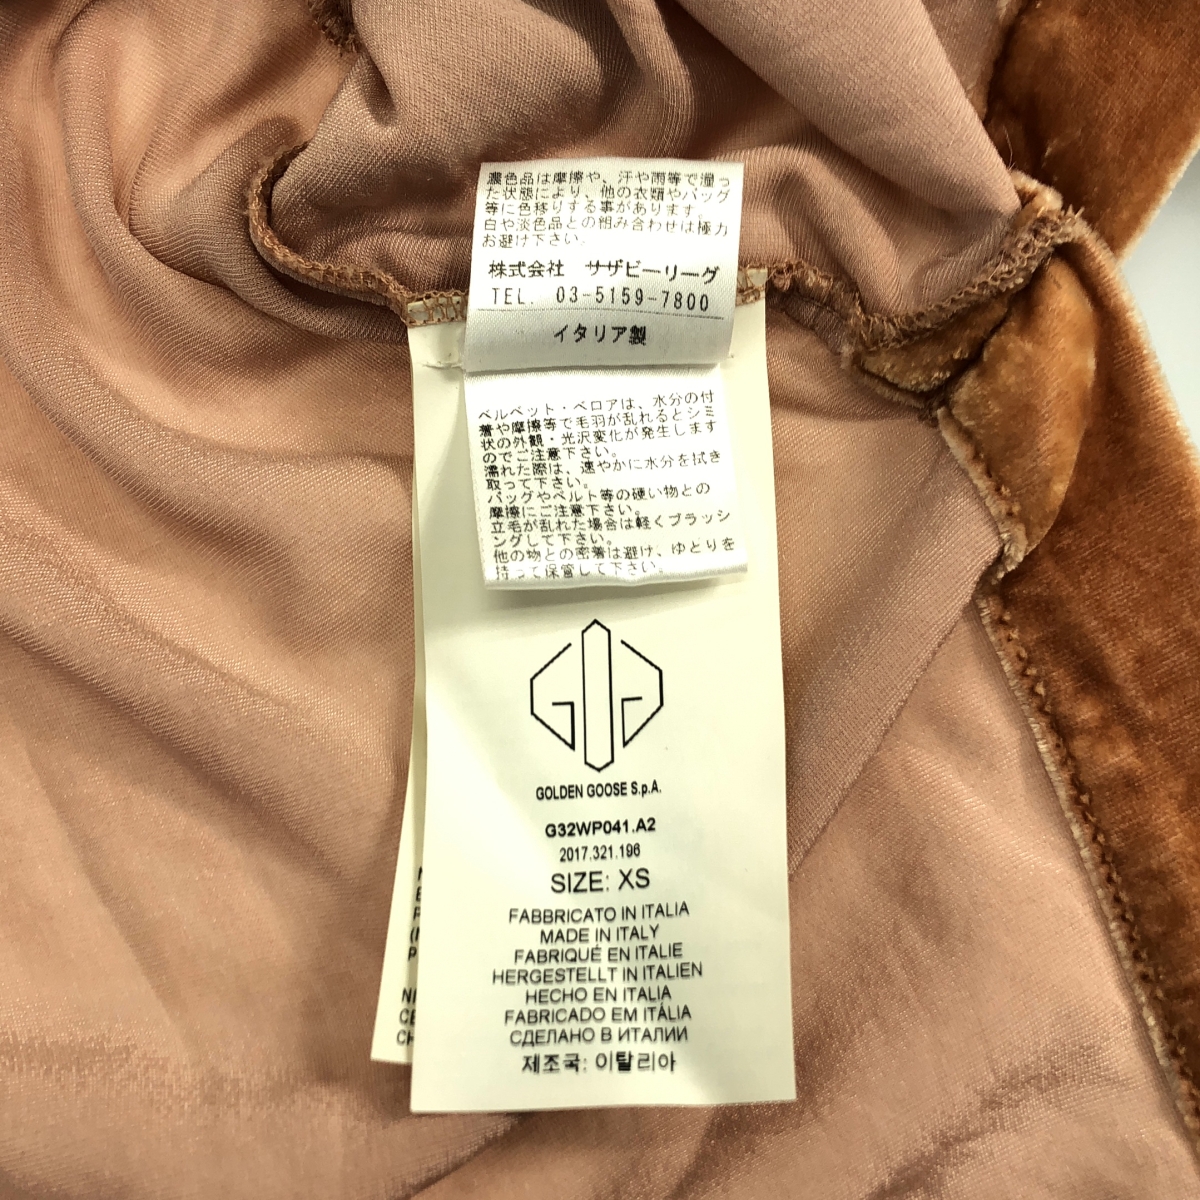 濃色品は摩擦や、汗や雨等で湿っ
た状態により、他の衣類やバッグ
等に色移りする事があります。
白や淡色品との組み合わせは極力
お避け下さい。
株式会社 サザビーリーグ
TEL. 03-5159-7800
イタリア製
ベルベット・ベロアは、水分の付
着や摩擦等で毛羽が乱れるとシミ
状の外観・光沢変化が発生します
のでご注意下さい。
濡れた際は、速やかに水分を拭き
取って下さい。
バッグやベルト等の硬い物との
摩擦にご注意下さい。
立毛が乱れた場合は軽くブラッシ
ングして下さい。
他の物との密着は避け、ゆとりを
持って保管して下さい。
GOLDEN GOOSE S.p.A.
G32WP041.A2
2017.321.196
SIZE: XS
FABBRICATO IN ITALIA
MADE IN ITALY
FABRIQUÉ EN ITALIE
HERGESTELLT IN ITALIEN
HECHO EN ITALIA
FABRICADO EM ITÁLIA
СДЕЛАНО В ИТАЛИИ
제조국: 이탈리아